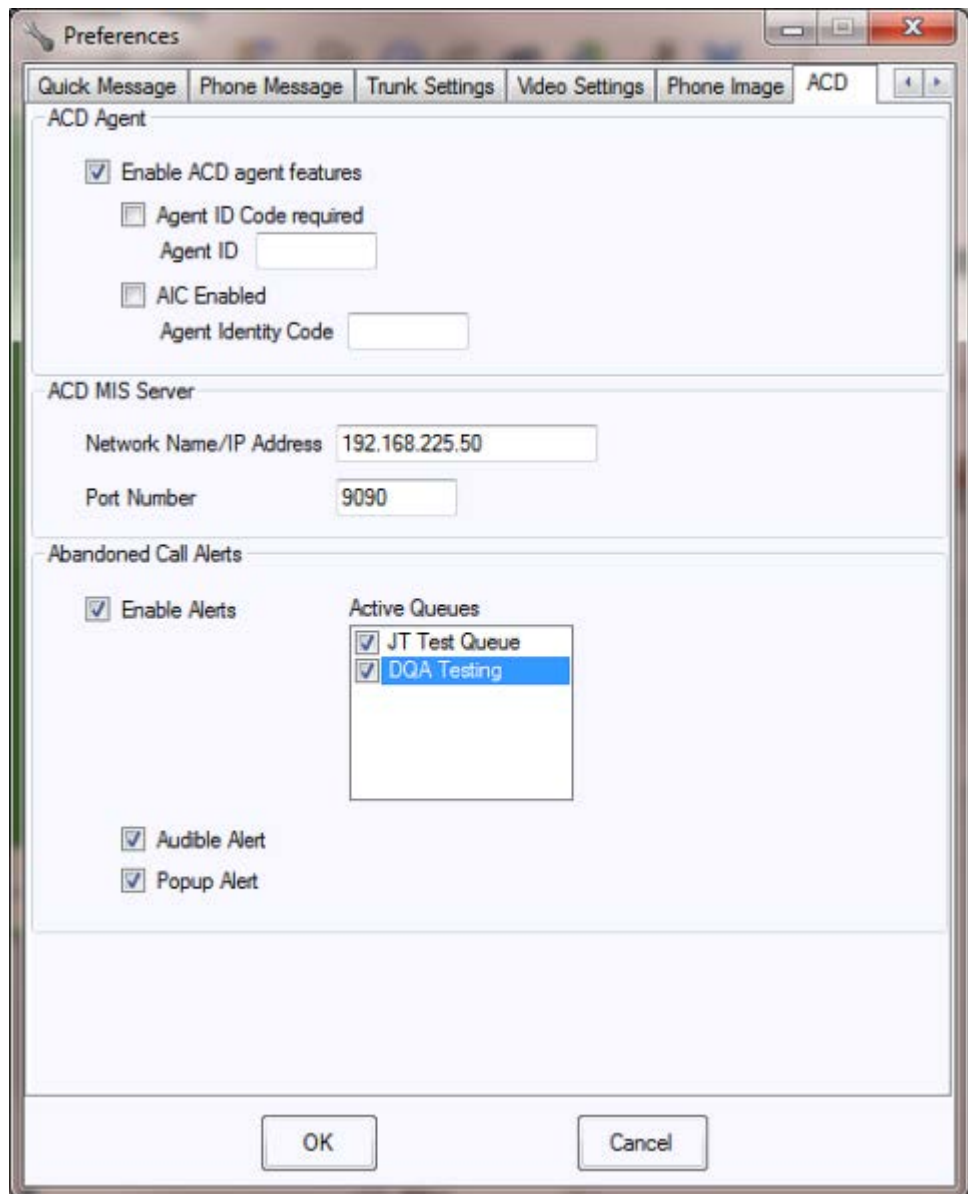 Preferences
Quick Message Phone Message Trunk Settings Video Settings Phone Image ACD
ACD Agent
Enable ACD agent features
Agent ID Code required
Agent ID
AIC Enabled
Agent Identity Code
ACD MIS Server
Network Name/IP Address 192.168.225.50
Port Number 9090
Abandoned Call Alerts
Enable Alerts Active Queues
JT Test Queue
DQA Testing
Audible Alert
Popup Alert
OK Cancel